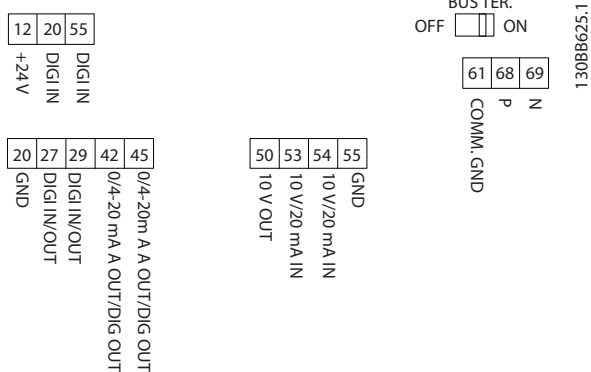 BUS TER.
OFF ON
61 68 69
COMM. GND
P
N
130BB625.1
12 20 55
+24 V
DIGI IN
DIGI IN
20 27 29 42 45
GND
DIGI IN/OUT
DIGI IN/OUT
0/4-20 mA A OUT/DIG OUT
0/4-20m A A OUT/DIG OUT
50 53 54 55
10 V OUT
10 V/20 mA IN
10 V/20 mA IN
GND